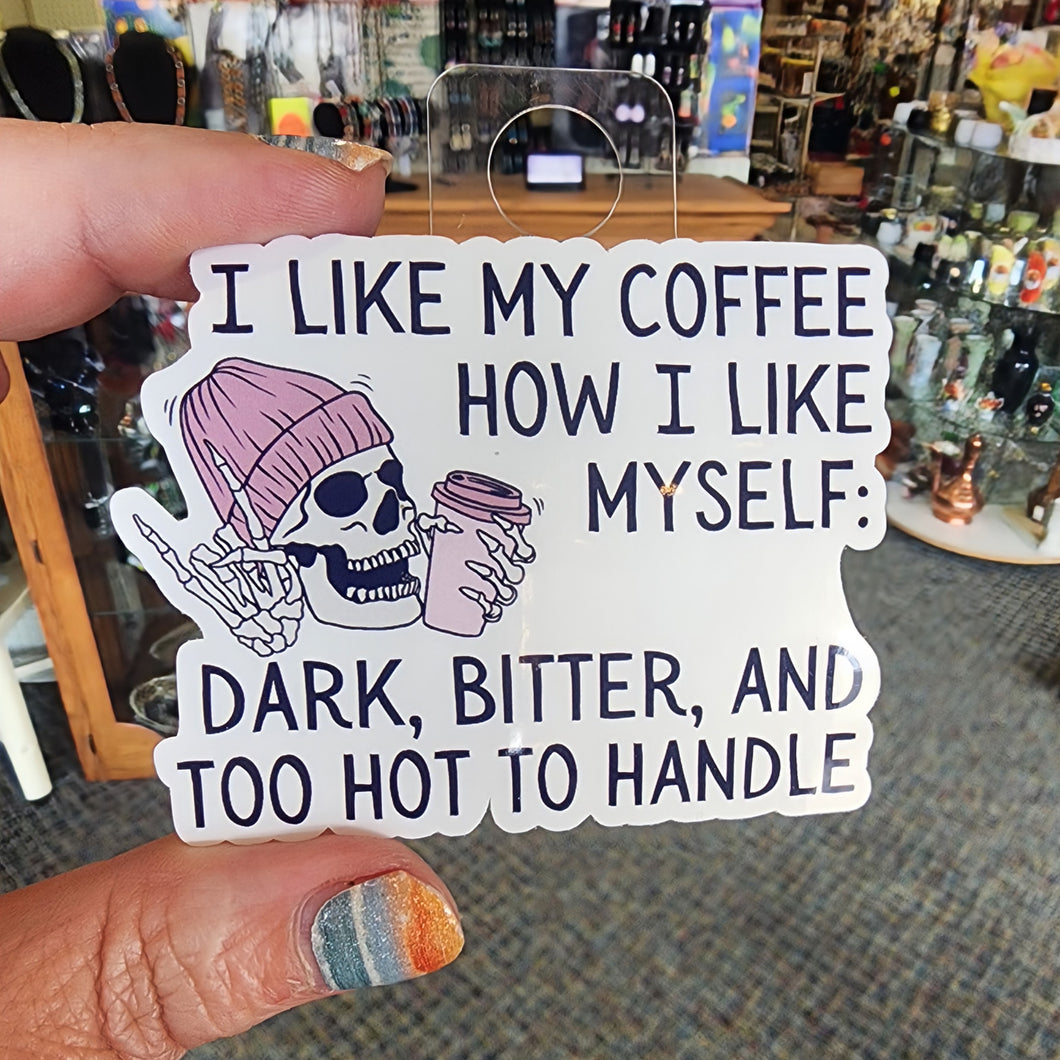 I LIKE MY COFFEE
HOW I LIKE
MYSELF:
DARK, BITTER, AND
TOO HOT TO HANDLE